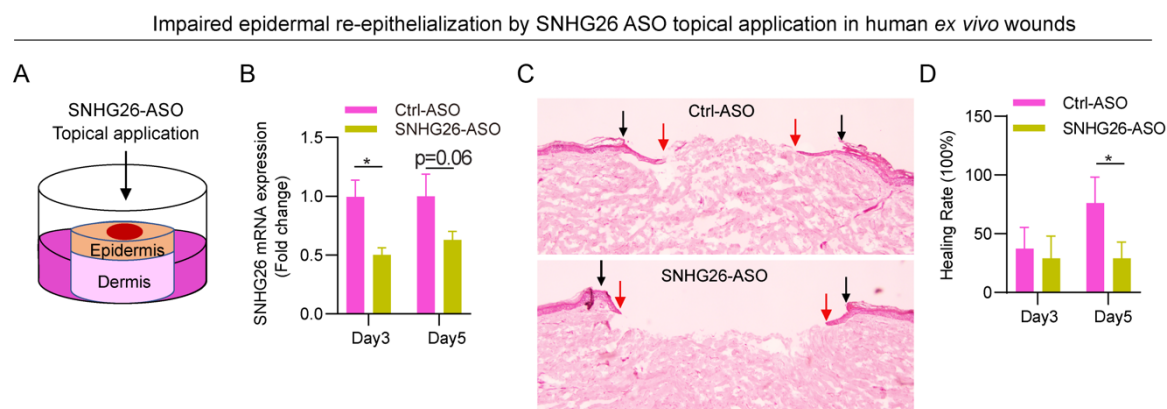 Impaired epidermal re-epithelialization by SNHG26 ASO topical application in human ex vivo wounds
A
SNHG26-ASO
Topical application
Epidermis
Dermis
B
Ctrl-ASO
SNHG26-ASO
SNHG26 mRNA expression
(Fold change)
1.5
1.0
0.5
0.0
*
p=0.06
Day3
Day5
C
Ctrl-ASO
SNHG26-ASO
D
Ctrl-ASO
SNHG26-ASO
Healing Rate (100%)
150
100
50
0
*
Day3
Day5